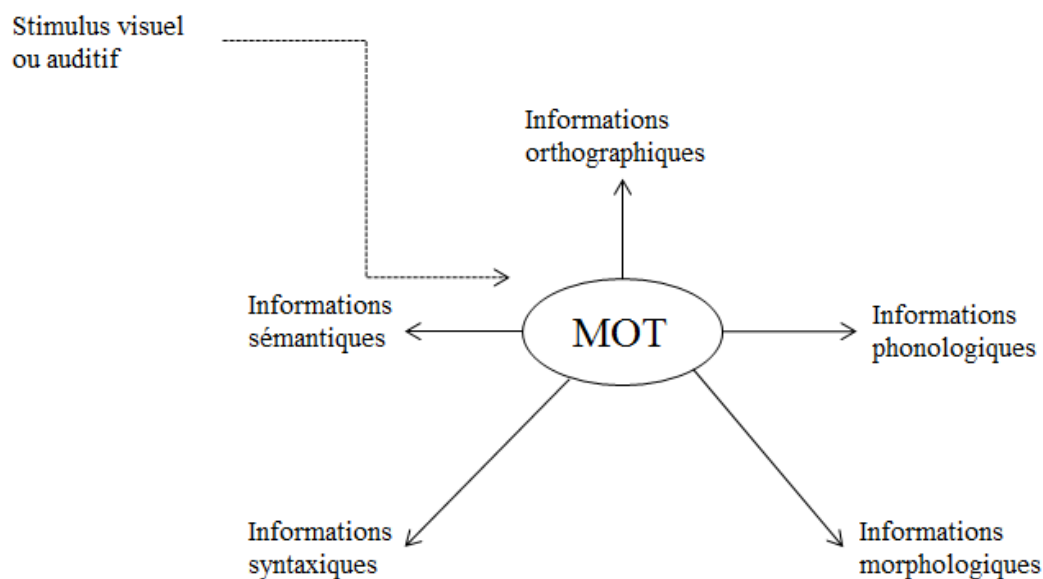 Stimulus visuel
ou auditif
Informations
orthographiques
Informations
sémantiques
MOT
Informations
phonologiques
Informations
syntaxiques
Informations
morphologiques